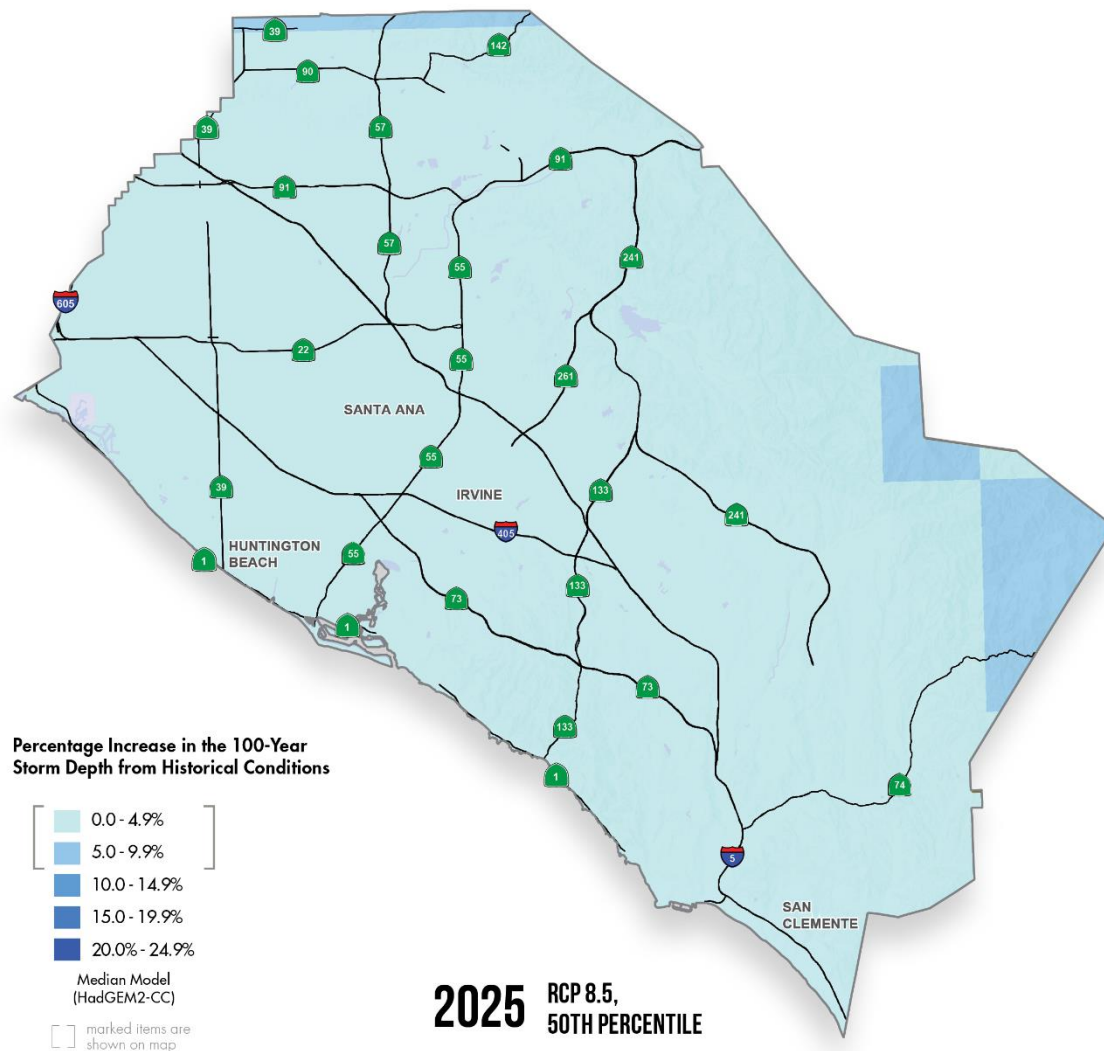 39
142
90
57
39
91
91
57
241
55
605
22
55
261
SANTA ANA
55
39
IRVINE
133
241
405
HUNTINGTON
BEACH
1
55
133
73
1
73
133
1
74
5
SAN
CLEMENTE
Percentage Increase in the 100-Year
Storm Depth from Historical Conditions
0.0 - 4.9%
5.0 - 9.9%
10.0 - 14.9%
15.0 - 19.9%
20.0% - 24.9%
Median Model
(HadGEM2-CC)
marked items are
shown on map
2025 RCP 8.5,
50TH PERCENTILE